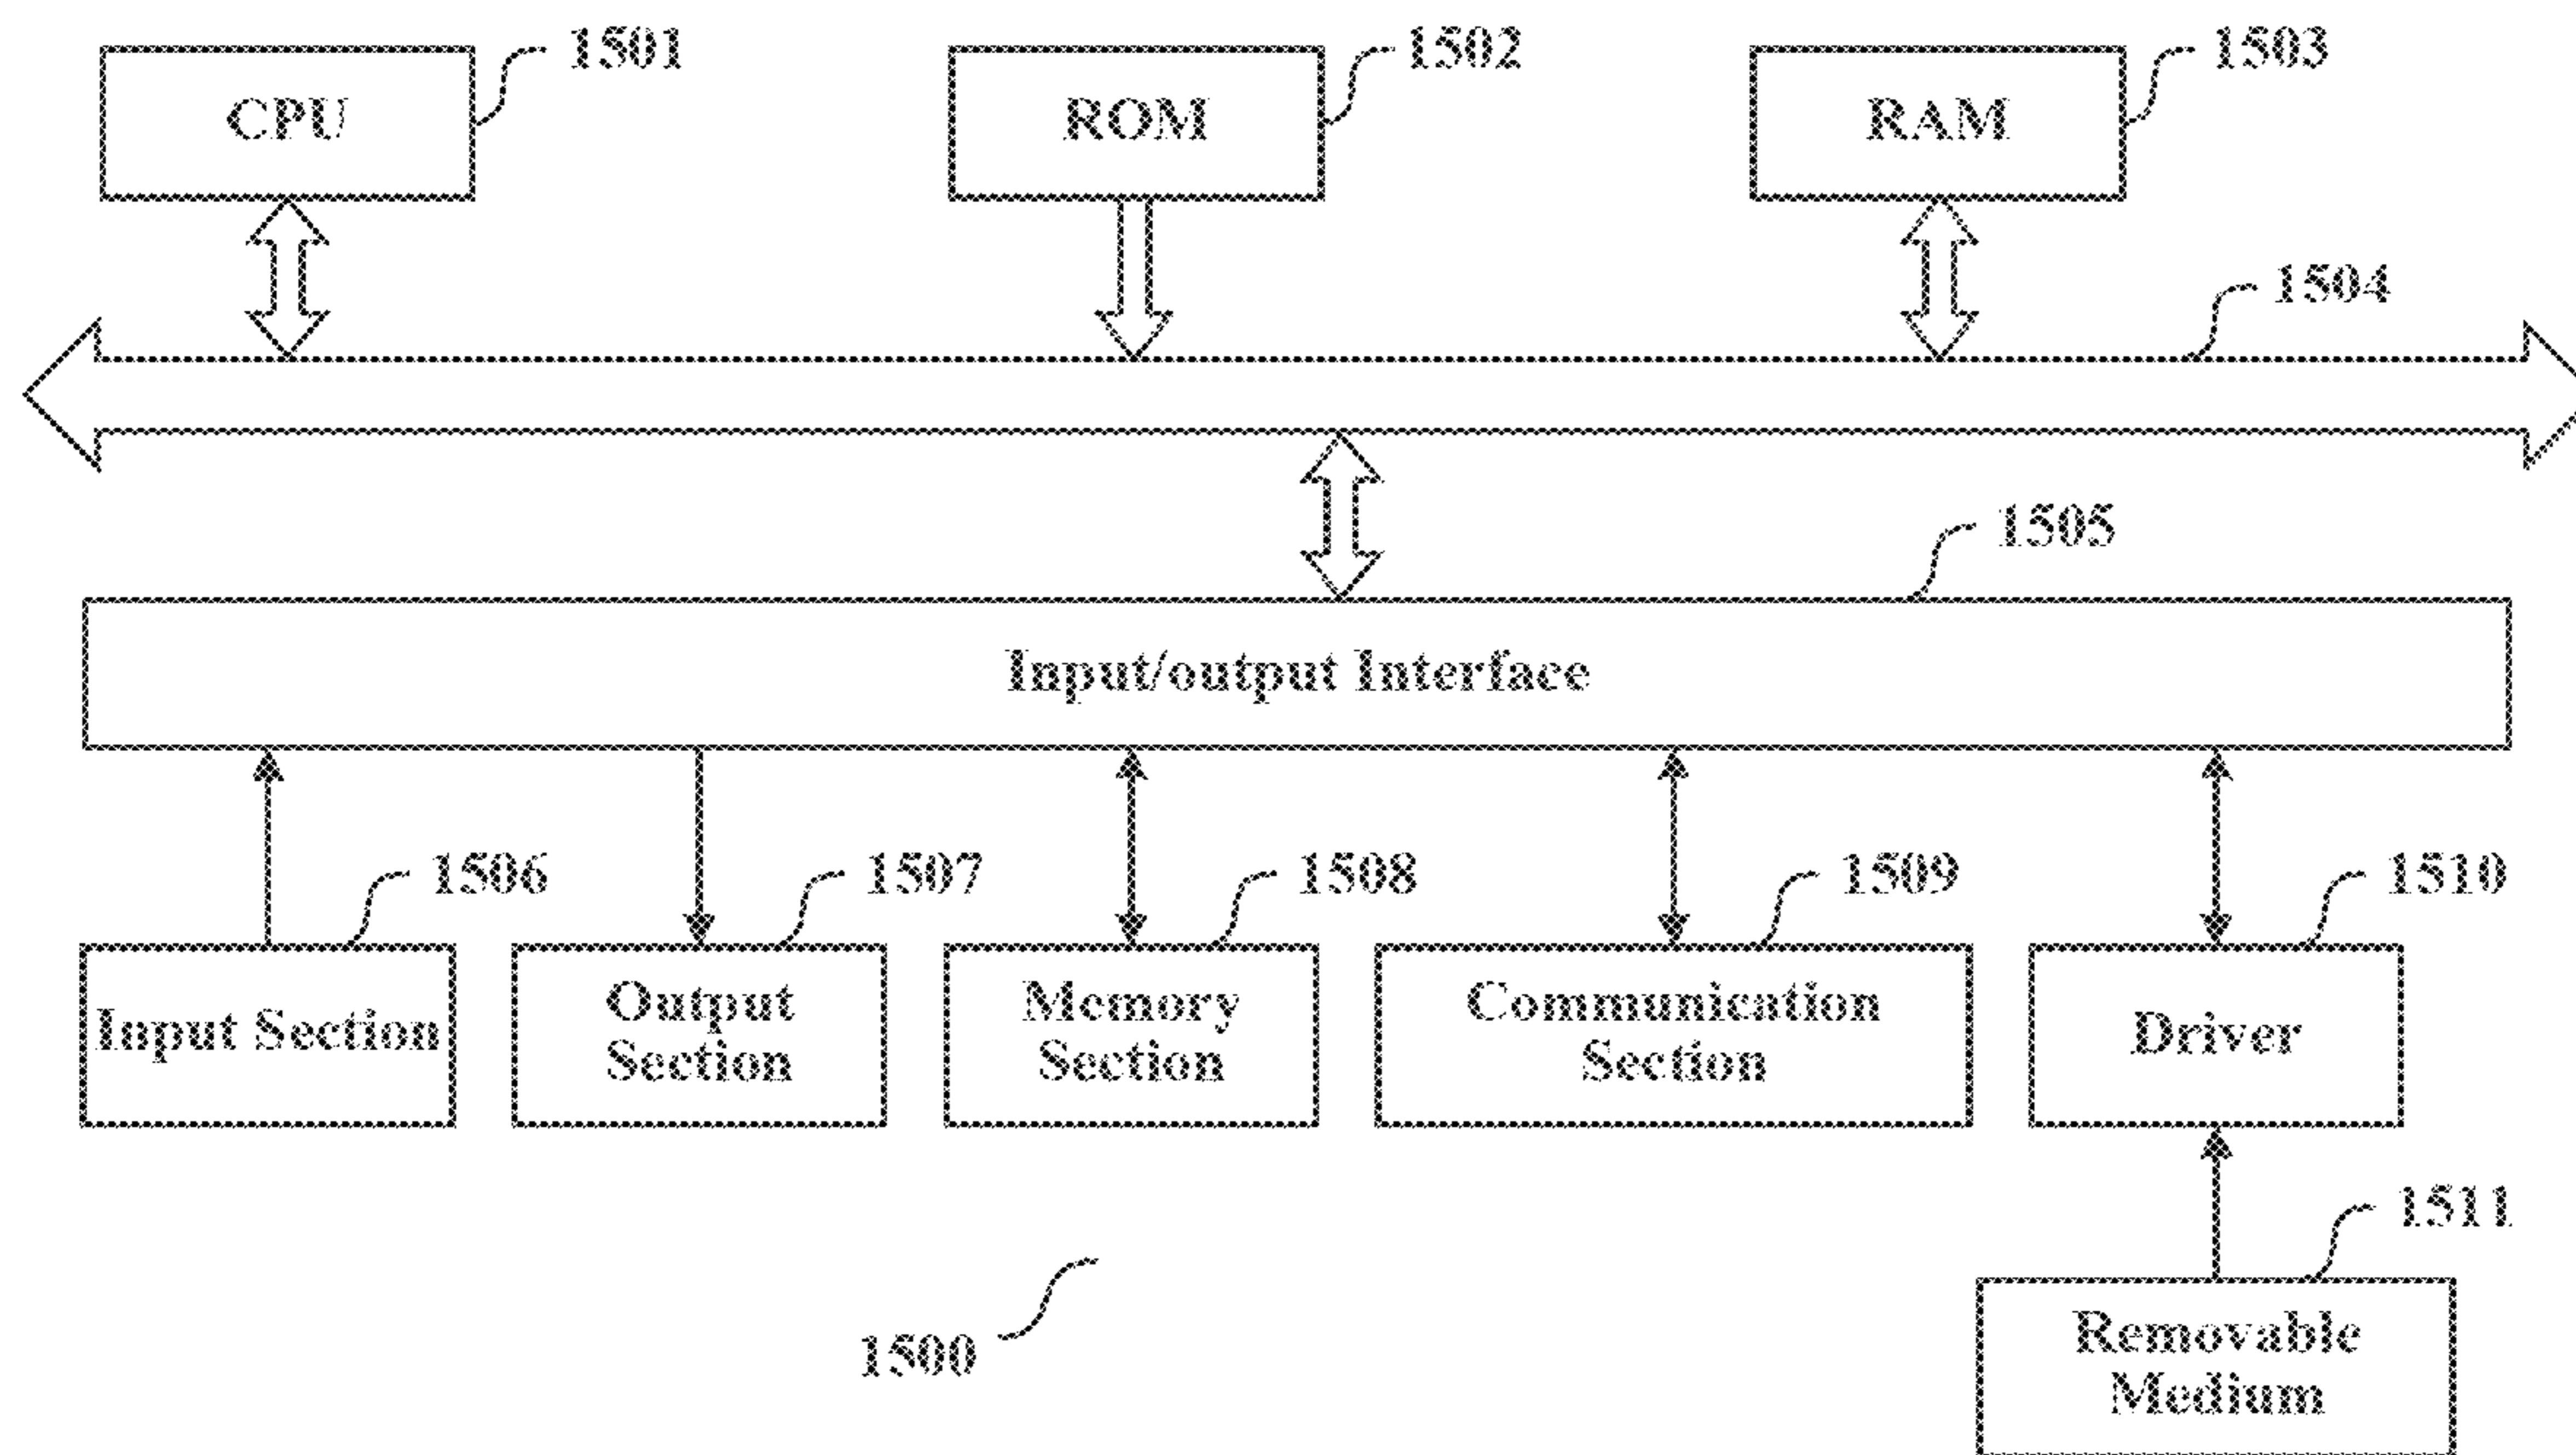 1501
1502
1503
CPU
ROM
RAM
1504
1505
Input/output Interface
1506
1507
1508
1509
1510
Input Section
Output
Section
Memory
Section
Communication
Section
Driver
1511
1500
Removable
Medium